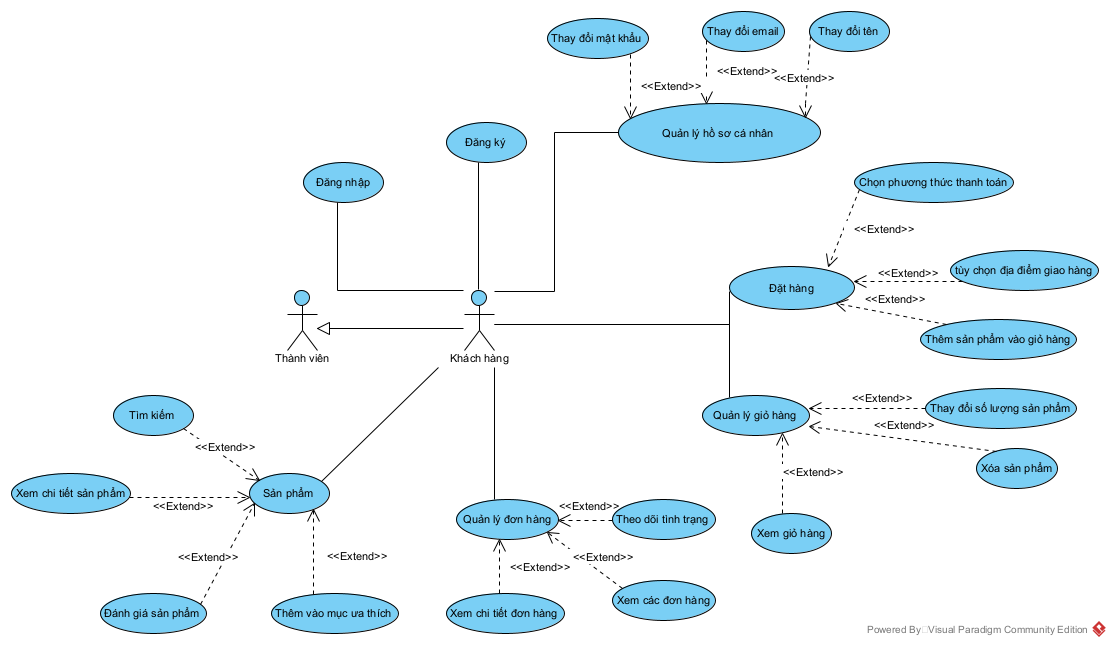 Thay đổi mật khẩu
Thay đổi email
Thay đổi tên
<<Extend>>
<<Extend>>
<<Extend>>
Quản lý hồ sơ cá nhân
Đăng ký
Đăng nhập
Chọn phương thức thanh toán
<<Extend>>
tùy chọn địa điểm giao hàng
<<Extend>>
Đặt hàng
<<Extend>>
Thêm sản phẩm vào giỏ hàng
Thành viên
Khách hàng
<<Extend>>
Thay đổi số lượng sản phẩm
Quản lý giỏ hàng
<<Extend>>
Xóa sản phẩm
<<Extend>>
Xem giỏ hàng
Tìm kiếm
<<Extend>>
Xem chi tiết sản phẩm
Sản phẩm
<<Extend>>
<<Extend>>
<<Extend>>
Đánh giá sản phẩm
Thêm vào mục ưa thích
<<Extend>>
Quản lý đơn hàng
Theo dõi tình trạng
<<Extend>>
<<Extend>>
Xem chi tiết đơn hàng
Xem các đơn hàng
Powered By Visual Paradigm Community Edition